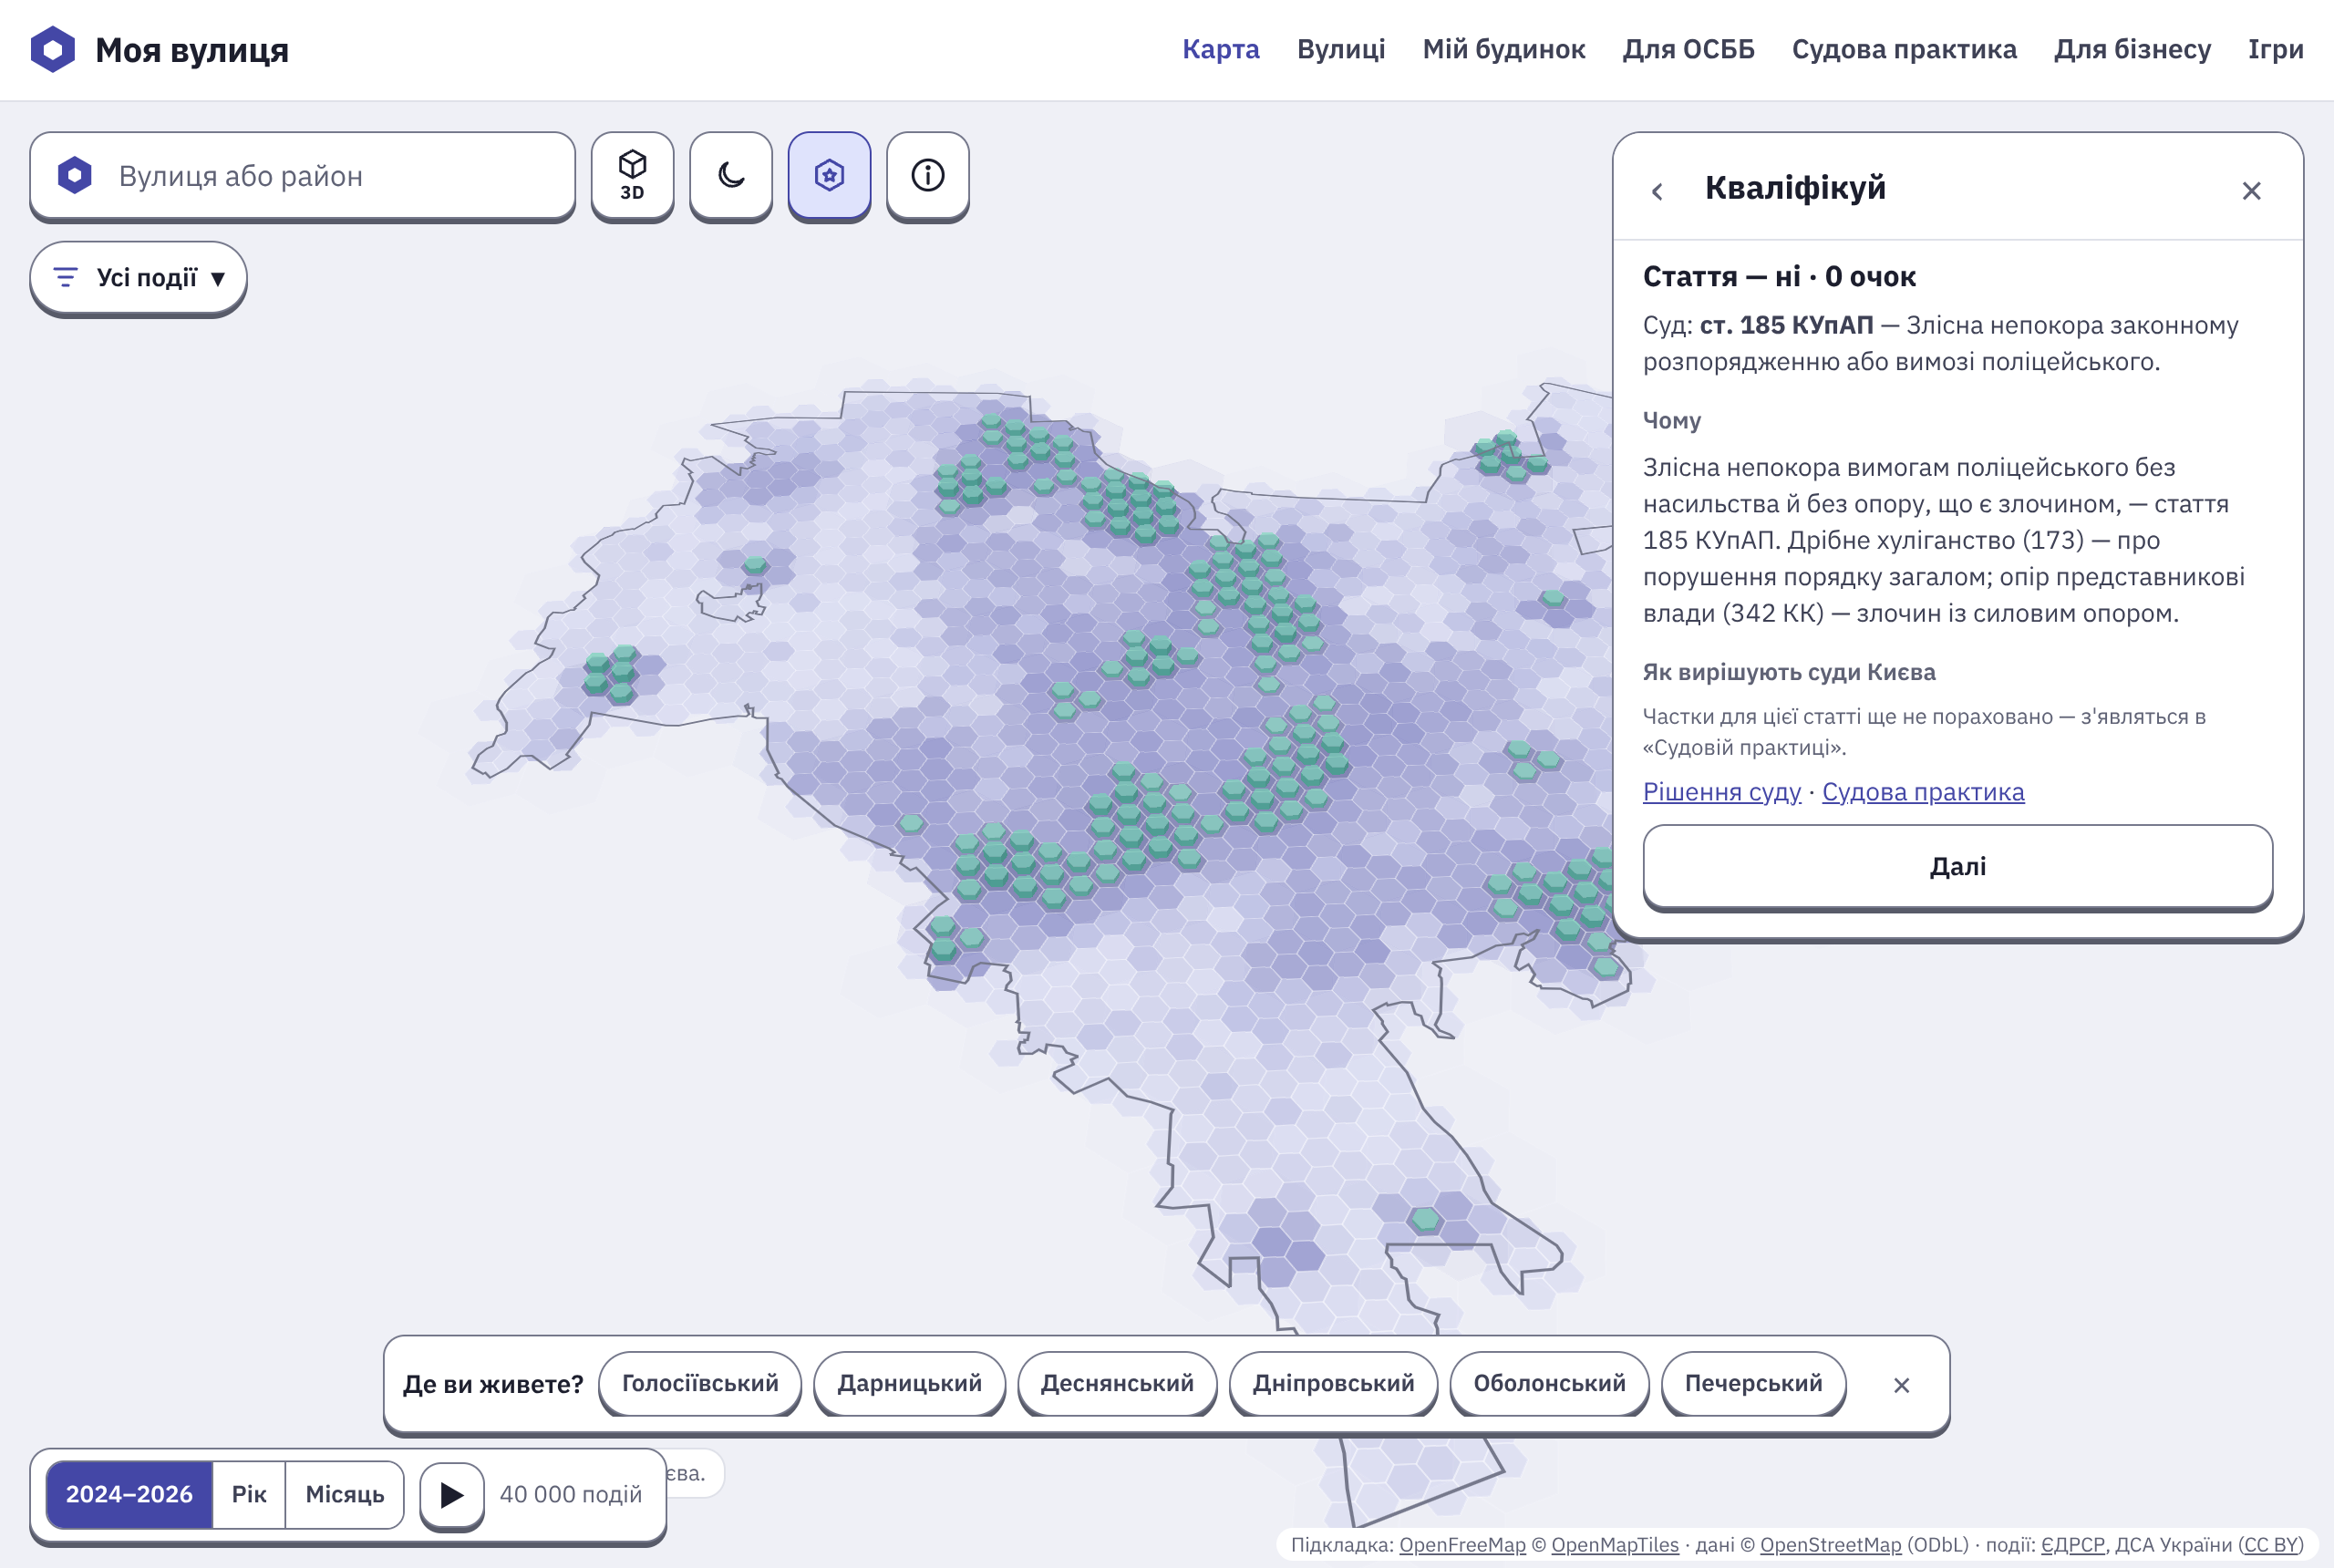 Моя вулиця
Карта Вулиці Мій будинок Для ОСББ Судова практика Для бізнесу Ігри
Вулиця або район
3D
Усі події ▼
Кваліфікуй
Стаття — ні · 0 очок
Суд: ст. 185 КУпАП — Злісна непокора законному
розпорядженню або вимозі поліцейського.
Чому
Злісна непокора вимогам поліцейського без
насильства й без опору, що є злочином, — стаття
185 КУпАП. Дрібне хуліганство (173) — про
порушення порядку загалом; опір представникові
влади (342 КК) — злочин із силовим опором.
Як вирішують суди Києва
Частки для цієї статті ще не пораховано — з'являться в
«Судовій практиці».
Рішення суду · Судова практика
Далі
Де ви живете? Голосіївський Дарницький Деснянський Дніпровський Оболонський Печерський
2024–2026 Рік Місяць 40 000 подій
єва.
Підкладка: OpenFreeMap © OpenMapTiles · дані © OpenStreetMap (ODbL) · події: ЄДРСР, ДСА України (CC BY)